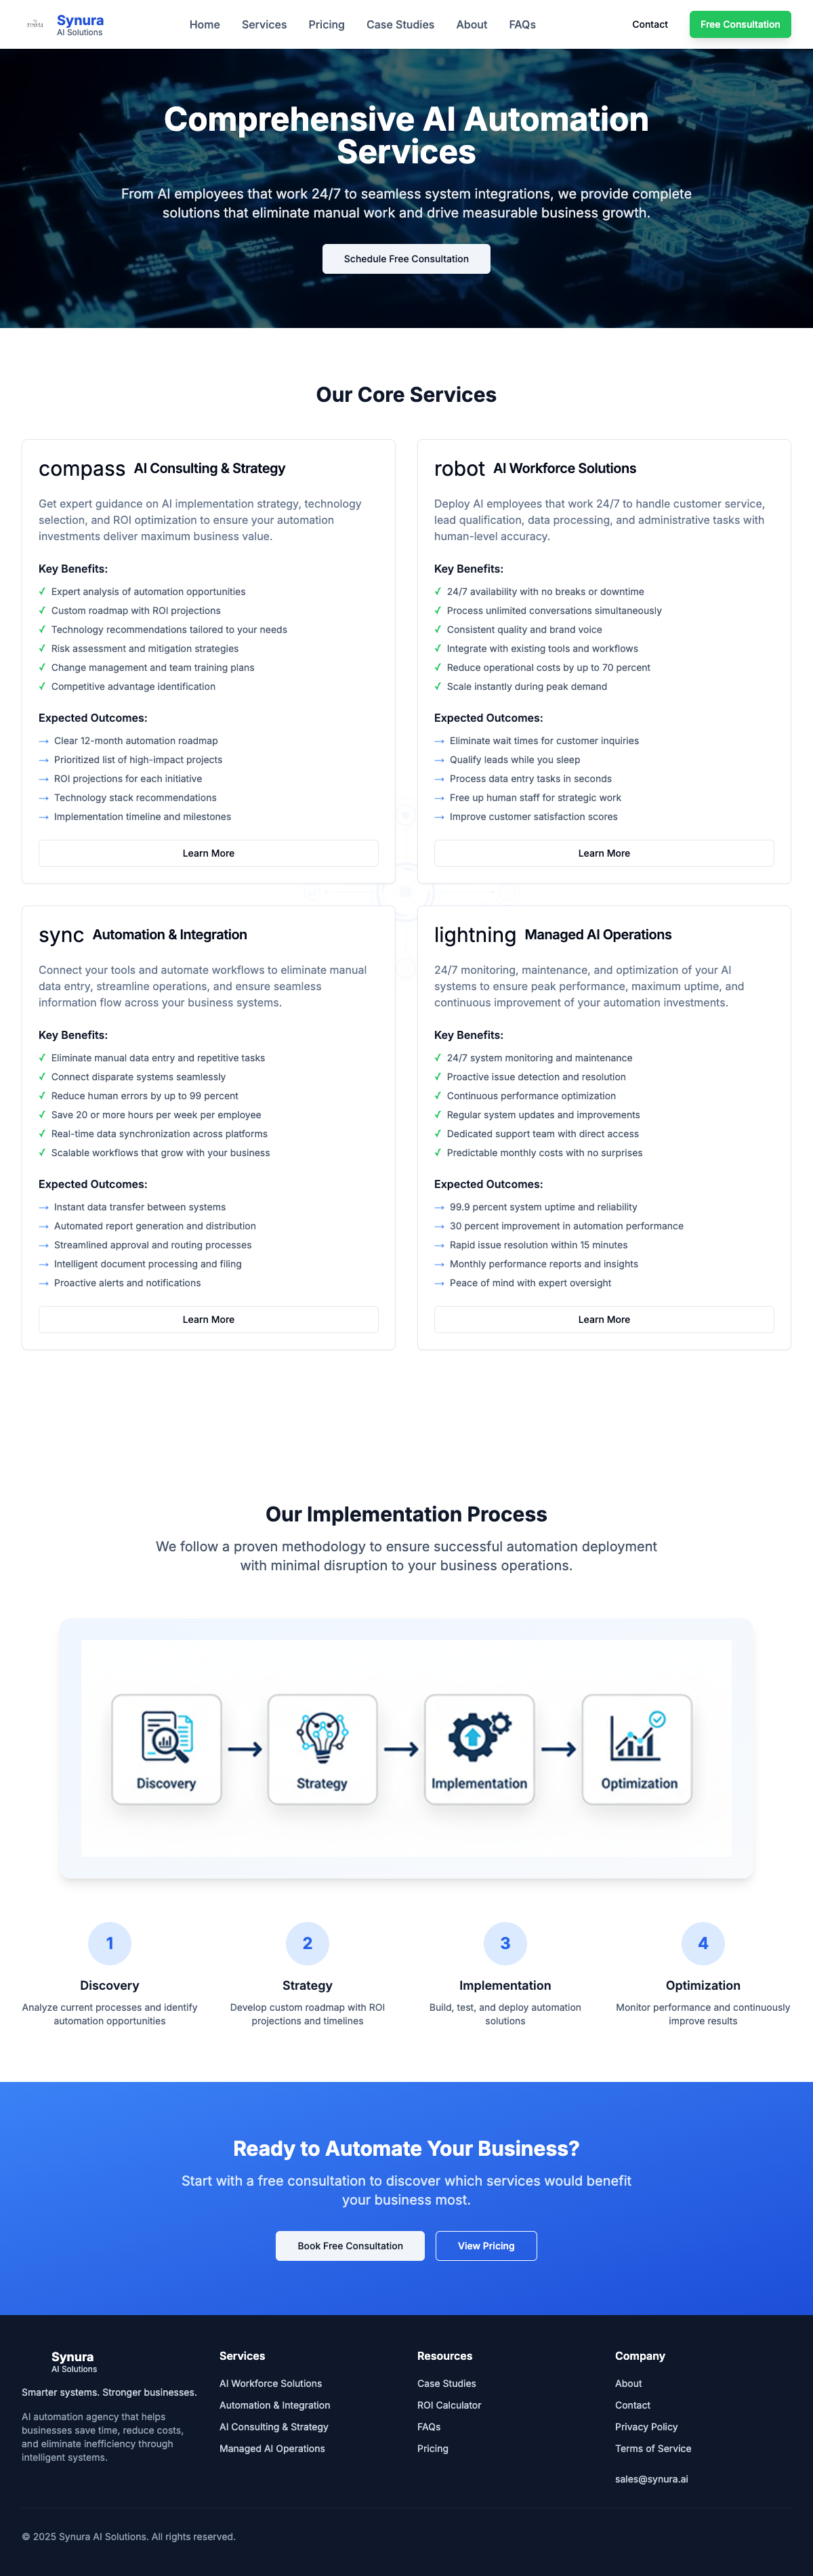 Synura
AI Solutions
Home
Services
Pricing
Case Studies
About
FAQs
Contact
Free Consultation
Comprehensive AI Automation
Services
From AI employees that work 24/7 to seamless system integrations, we provide complete
solutions that eliminate manual work and drive measurable business growth.
Schedule Free Consultation
Our Core Services
compass AI Consulting & Strategy
Get expert guidance on AI implementation strategy, technology
selection, and ROI optimization to ensure your automation
investments deliver maximum business value.
Key Benefits:
✓ Expert analysis of automation opportunities
✓ Custom roadmap with ROI projections
✓ Technology recommendations tailored to your needs
✓ Risk assessment and mitigation strategies
✓ Change management and team training plans
✓ Competitive advantage identification
Expected Outcomes:
→ Clear 12-month automation roadmap
→ Prioritized list of high-impact projects
→ ROI projections for each initiative
→ Technology stack recommendations
→ Implementation timeline and milestones
Learn More
robot AI Workforce Solutions
Deploy AI employees that work 24/7 to handle customer service,
lead qualification, data processing, and administrative tasks with
human-level accuracy.
Key Benefits:
✓ 24/7 availability with no breaks or downtime
✓ Process unlimited conversations simultaneously
✓ Consistent quality and brand voice
✓ Integrate with existing tools and workflows
✓ Reduce operational costs by up to 70 percent
✓ Scale instantly during peak demand
Expected Outcomes:
→ Eliminate wait times for customer inquiries
→ Qualify leads while you sleep
→ Process data entry tasks in seconds
→ Free up human staff for strategic work
→ Improve customer satisfaction scores
Learn More
sync Automation & Integration
Connect your tools and automate workflows to eliminate manual
data entry, streamline operations, and ensure seamless
information flow across your business systems.
Key Benefits:
✓ Eliminate manual data entry and repetitive tasks
✓ Connect disparate systems seamlessly
✓ Reduce human errors by up to 99 percent
✓ Save 20 or more hours per week per employee
✓ Real-time data synchronization across platforms
✓ Scalable workflows that grow with your business
Expected Outcomes:
→ Instant data transfer between systems
→ Automated report generation and distribution
→ Streamlined approval and routing processes
→ Intelligent document processing and filing
→ Proactive alerts and notifications
Learn More
lightning Managed AI Operations
24/7 monitoring, maintenance, and optimization of your AI
systems to ensure peak performance, maximum uptime, and
continuous improvement of your automation investments.
Key Benefits:
✓ 24/7 system monitoring and maintenance
✓ Proactive issue detection and resolution
✓ Continuous performance optimization
✓ Regular system updates and improvements
✓ Dedicated support team with direct access
✓ Predictable monthly costs with no surprises
Expected Outcomes:
→ 99.9 percent system uptime and reliability
→ 30 percent improvement in automation performance
→ Rapid issue resolution within 15 minutes
→ Monthly performance reports and insights
→ Peace of mind with expert oversight
Learn More
Our Implementation Process
We follow a proven methodology to ensure successful automation deployment
with minimal disruption to your business operations.
Discovery
Strategy
Implementation
Optimization
1
Discovery
Analyze current processes and identify
automation opportunities
2
Strategy
Develop custom roadmap with ROI
projections and timelines
3
Implementation
Build, test, and deploy automation
solutions
4
Optimization
Monitor performance and continuously
improve results
Ready to Automate Your Business?
Start with a free consultation to discover which services would benefit
your business most.
Book Free Consultation
View Pricing
Synura
AI Solutions
Smarter systems. Stronger businesses.
AI automation agency that helps
businesses save time, reduce costs,
and eliminate inefficiency through
intelligent systems.
Services
AI Workforce Solutions
Automation & Integration
AI Consulting & Strategy
Managed AI Operations
Resources
Case Studies
ROI Calculator
FAQs
Pricing
Company
About
Contact
Privacy Policy
Terms of Service
sales@synura.ai
© 2025 Synura AI Solutions. All rights reserved.